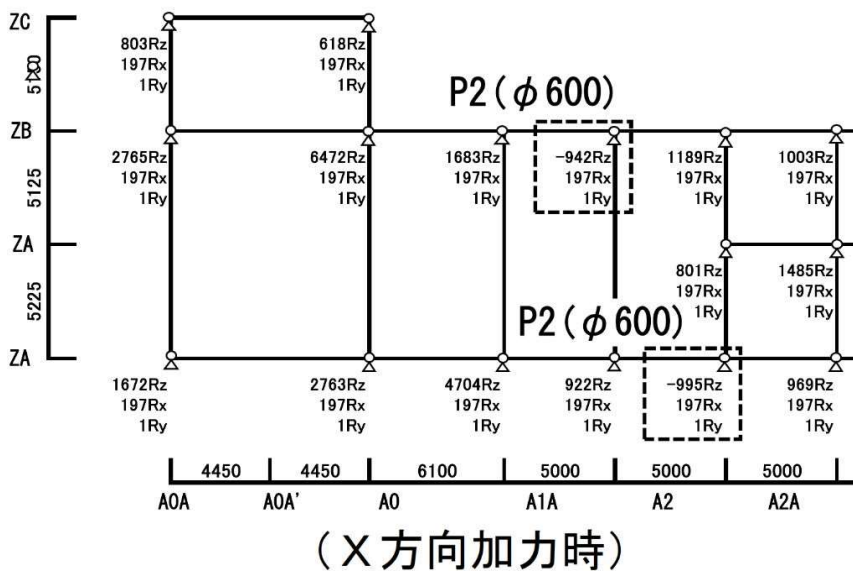 ZC
803Rz 618Rz
197Rx 197Rx
1Ry 1Ry
P2(φ600)
ZB
2765Rz 6472Rz 1683Rz -942Rz 1189Rz 1003Rz
197Rx 197Rx 197Rx 197Rx 197Rx 197Rx
1Ry 1Ry 1Ry 1Ry 1Ry 1Ry
5125
ZA
801Rz 1485Rz
197Rx 197Rx
1Ry 1Ry
5225
P2(φ600)
ZA
1672Rz 2763Rz 4704Rz 922Rz -995Rz 969Rz
197Rx 197Rx 197Rx 197Rx 197Rx 197Rx
1Ry 1Ry 1Ry 1Ry 1Ry 1Ry
4450 4450 6100 5000 5000 5000
A0A A0A' A0 A1A A2 A2A
(X方向加力時)